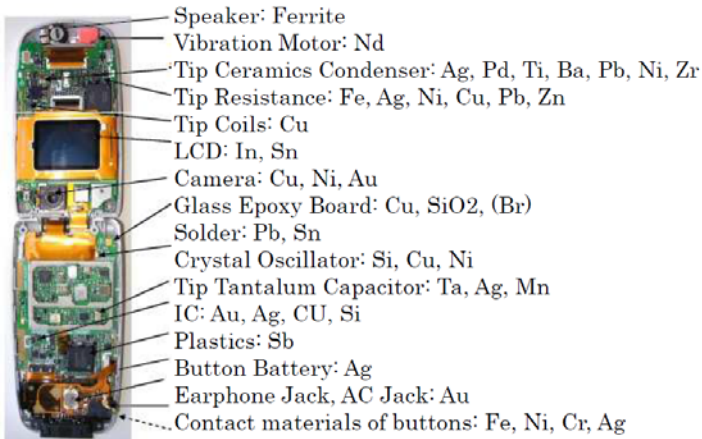 Speaker: Ferrite
Vibration Motor: Nd
Tip Ceramics Condenser: Ag, Pd, Ti, Ba, Pb, Ni, Zr
Tip Resistance: Fe, Ag, Ni, Cu, Pb, Zn
Tip Coils: Cu
LCD: In, Sn
Camera: Cu, Ni, Au
Glass Epoxy Board: Cu, SiO2, (Br)
Solder: Pb, Sn
Crystal Oscillator: Si, Cu, Ni
Tip Tantalum Capacitor: Ta, Ag, Mn
IC: Au, Ag, CU, Si
Plastics: Sb
Button Battery: Ag
Earphone Jack, AC Jack: Au
Contact materials of buttons: Fe, Ni, Cr, Ag